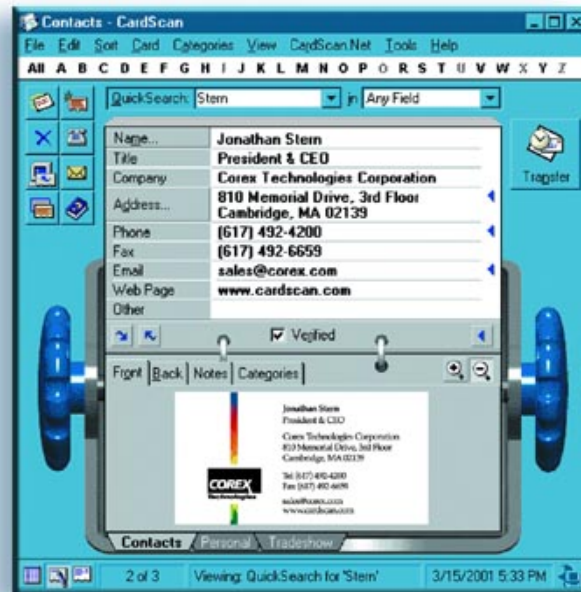 Contacts - CardScan
File Edit Sort Card Categories View CardScan.Net Tools Help
All A B C D E F G H I J K L M N O P O R S T U V W X Y Z
QuickSearch: Stern in Any Field
Name... Jonathan Stern
Title President & CEO
Company Corex Technologies Corporation
Address... 810 Memorial Drive, 3rd Floor
Cambridge, MA 02139
Phone (617) 492-4200
Fax (617) 492-6659
Email sales@corex.com
Web Page www.cardscan.com
Other
Transfer
Verified
Front Back Notes Categories
Jonathan Stern
President & CEO
Corex Technologies Corporation
810 Memorial Drive, 3rd Floor
Cambridge, MA 02139
Tel (617) 492-4200
Fax (617) 492-6659
sales@corex.com
www.cardscan.com
COREX
Technologies
Contacts Personal Tradeshow
2 of 3 Viewing: QuickSearch for 'Stern' 3/15/2001 5:33 PM